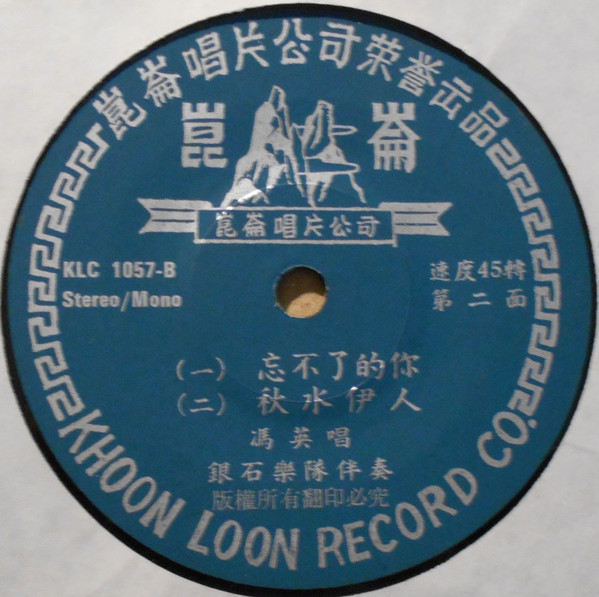 崑崙唱片公司荣誉出品
崑 崙
崑崙唱片公司
KLC 1057-B
Stereo/Mono
速度45轉
第二面
(一) 忘不了的你
(二) 秋水伊人
馮英唱
銀石樂隊伴奏
版權所有翻印必究
KHOON LOON RECORD CO.